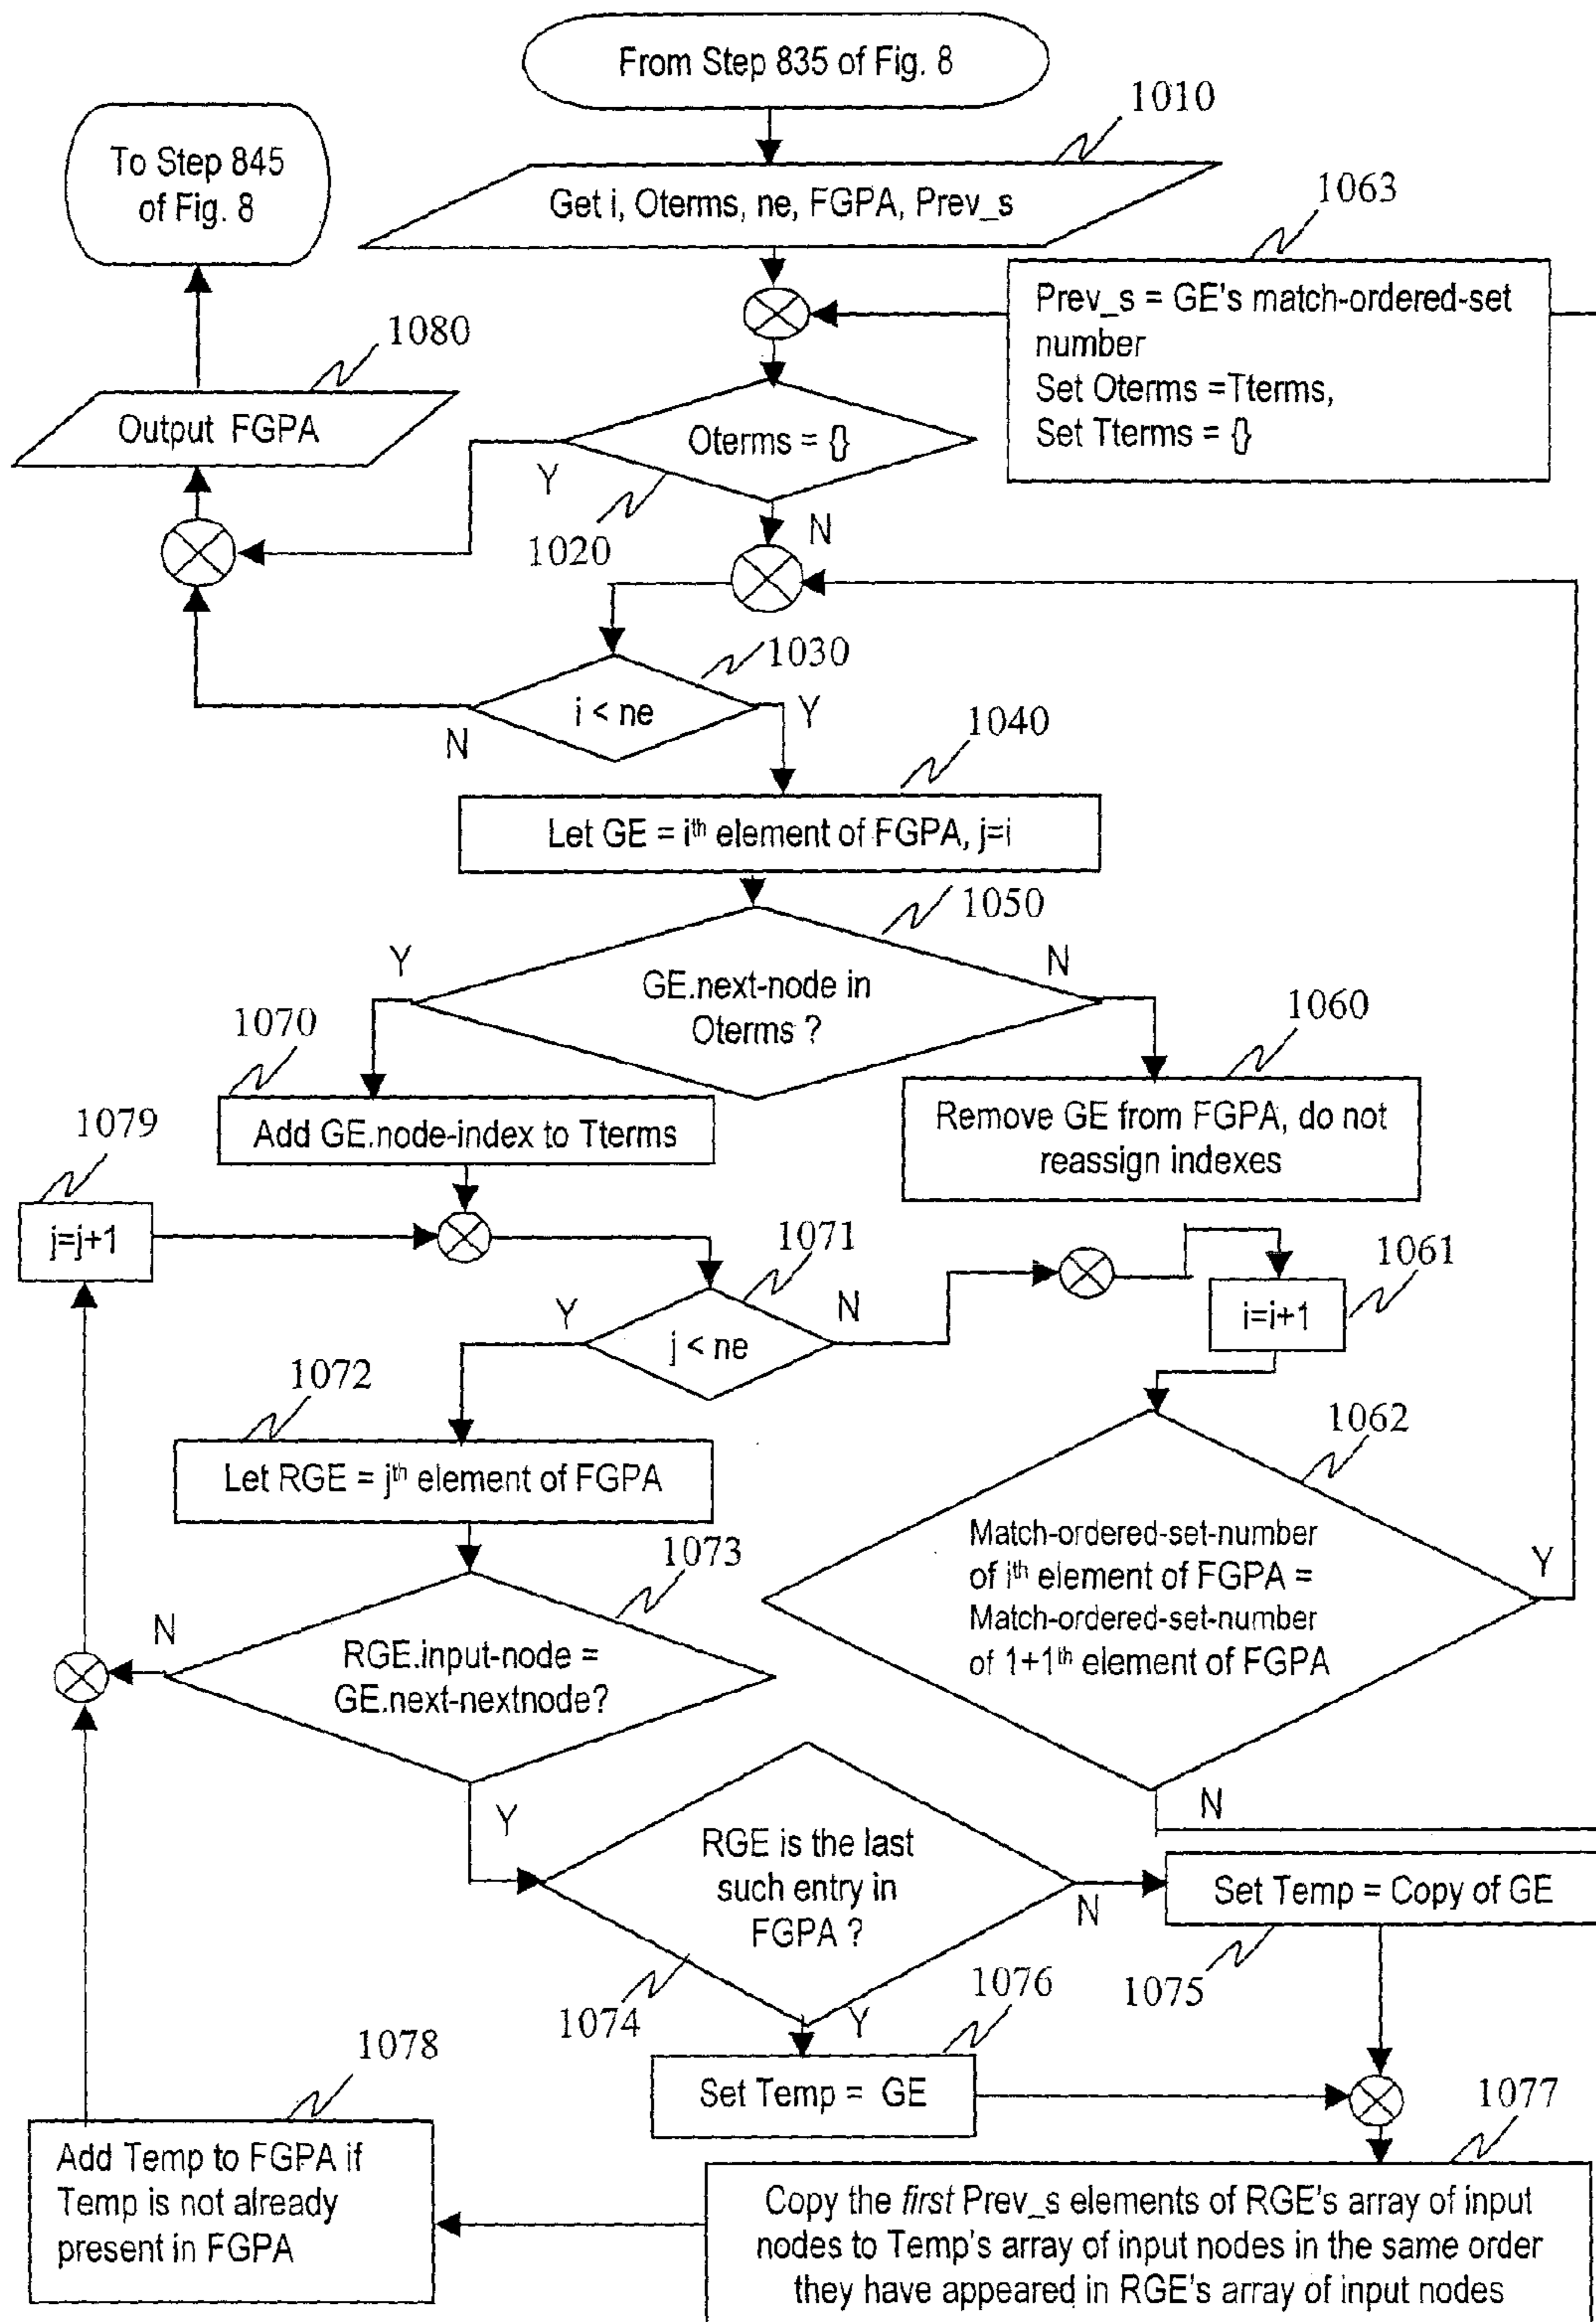 From Step 835 of Fig. 8
1010
To Step 845
of Fig. 8
Get i, Oterms, ne, FGPA, Prev_s
1063
Prev_s = GE's match-ordered-set
number
Set Oterms =Tterms,
Set Tterms = {}
1080
Output FGPA
Oterms = {}
Y
1020
N
1030
i < ne
N
Y
1040
Let GE = ith element of FGPA, j=i
1050
Y
N
GE.next-node in
Oterms ?
1070
1060
Add GE.node-index to Tterms
Remove GE from FGPA, do not
reassign indexes
1079
j=j+1
1071
1061
Y
N
j < ne
i=i+1
1072
1062
Let RGE = jth element of FGPA
Match-ordered-set-number
of ith element of FGPA =
Match-ordered-set-number
of 1+1th element of FGPA
Y
1073
N
RGE.input-node =
GE.next-nextnode?
N
Y
RGE is the last
such entry in
FGPA ?
N
Set Temp = Copy of GE
1074
1076
1075
Y
1078
Set Temp = GE
1077
Add Temp to FGPA if
Temp is not already
present in FGPA
Copy the first Prev_s elements of RGE's array of input
nodes to Temp's array of input nodes in the same order
they have appeared in RGE's array of input nodes